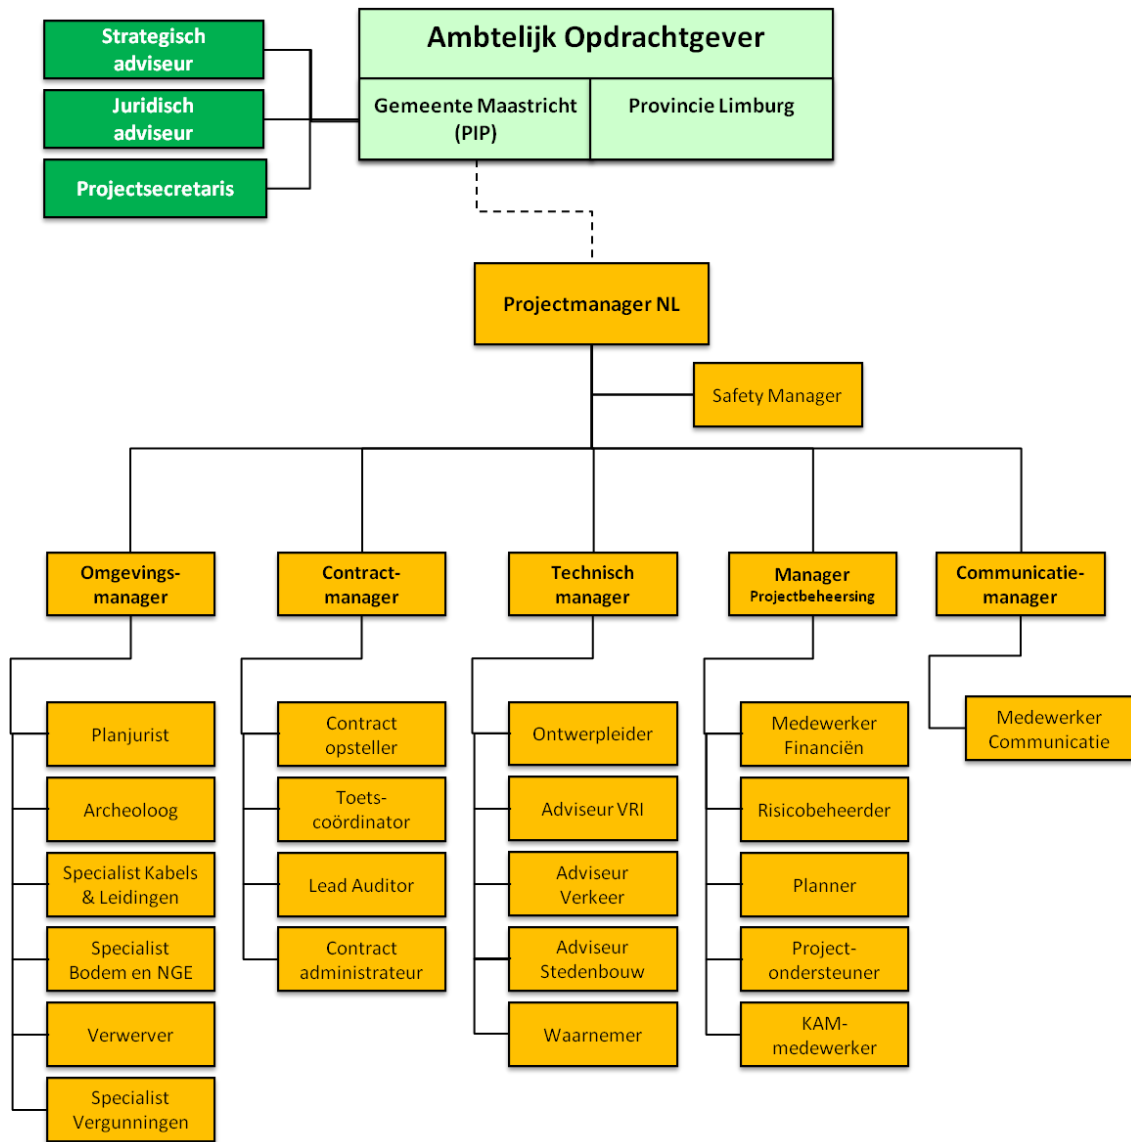 Strategisch
adviseur
Juridisch
adviseur
Projectsecretaris
Ambtelijk Opdrachtgever
Gemeente Maastricht
(PIP)
Provincie Limburg
Projectmanager NL
Safety Manager
Omgevings-
manager
Contract-
manager
Technisch
manager
Manager
Projectbeheersing
Communicatie-
manager
Planjurist
Archeoloog
Specialist Kabels
& Leidingen
Specialist
Bodem en NGE
Verwerver
Specialist
Vergunningen
Contract
opsteller
Toets-
coördinator
Lead Auditor
Contract
administrateur
Ontwerpleider
Adviseur VRI
Adviseur
Verkeer
Adviseur
Stedenbouw
Waarnemer
Medewerker
Financiën
Risicobeheerder
Planner
Project-
ondersteuner
KAM-
medewerker
Medewerker
Communicatie